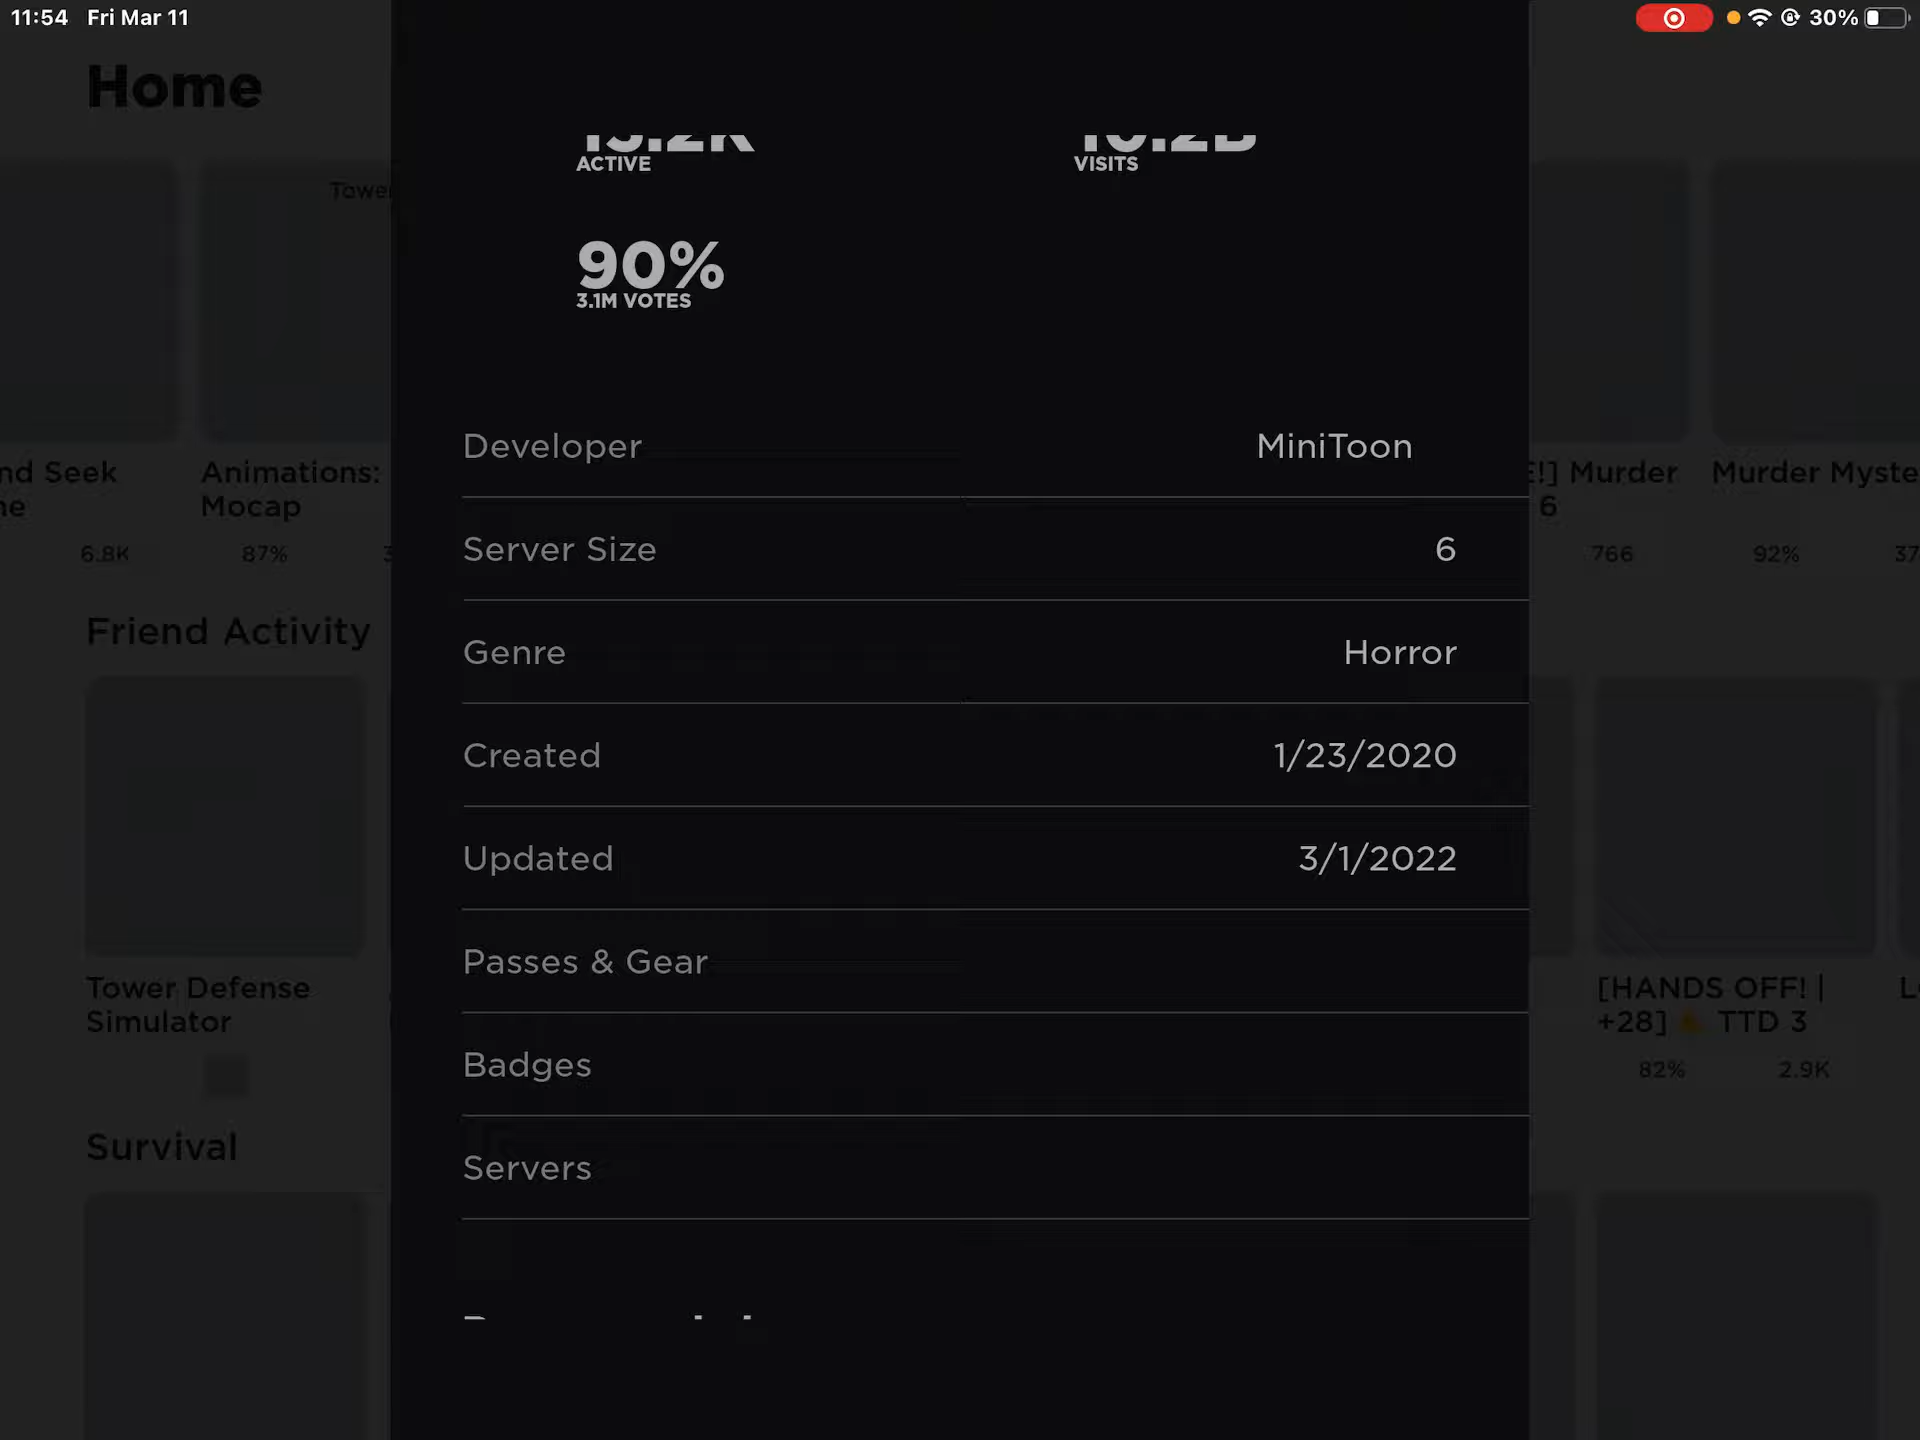 11:54 Fri Mar 11
30%
Home
ACTIVE
VISITS
90%
3.1M VOTES
Developer
MiniToon
Server Size
6
Genre
Horror
Created
1/23/2020
Updated
3/1/2022
Passes & Gear
Badges
Servers
Tower
nd Seek
Animations:
Mocap
6.8K
87%
Friend Activity
Tower Defense
Simulator
Survival
E!] Murder
6
766
Murder Myste
92%
37
[HANDS OFF! |
+28] TTD 3
82%
2.9K